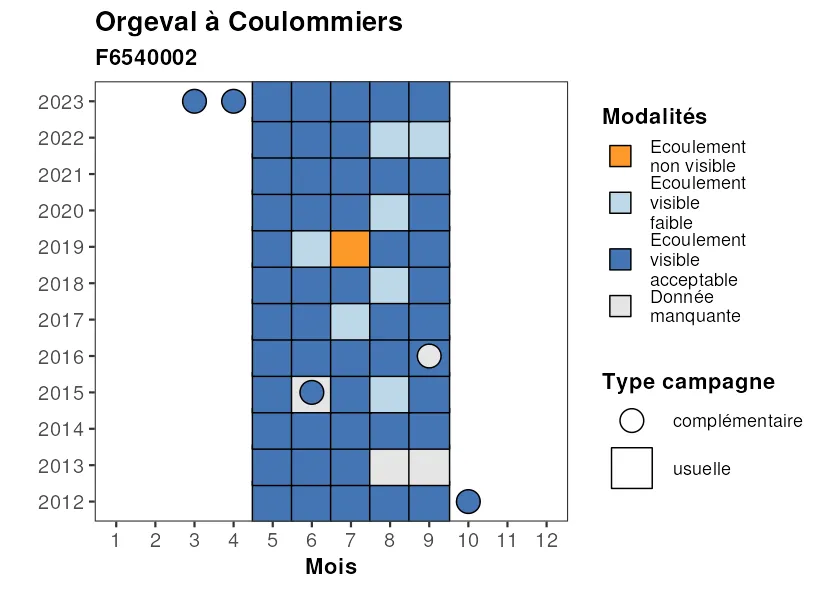 Orgeval à Coulommiers
F6540002
2023
2022
2021
2020
2019
2018
2017
2016
2015
2014
2013
2012
1 2 3 4 5 6 7 8 9 10 11 12
Mois
Modalités
Ecoulement
non visible
Ecoulement
visible
faible
Ecoulement
visible
acceptable
Donnée
manquante
Type campagne
complémentaire
usuelle